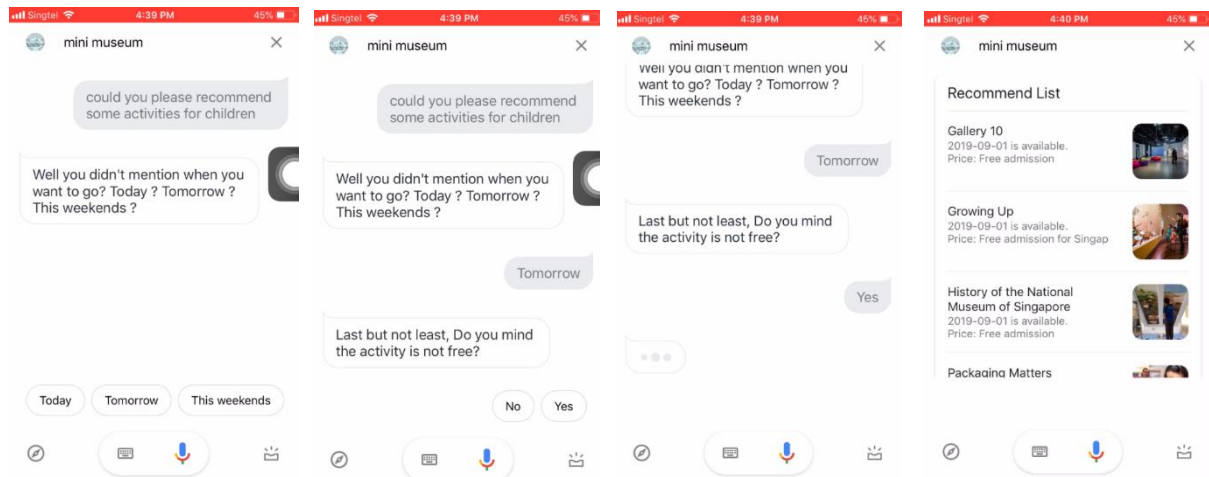 Singtel 4:39 PM 45%
mini museum
could you please recommend
some activities for children
Well you didn't mention when you
want to go? Today ? Tomorrow ?
This weekends ?
Today Tomorrow This weekends
Singtel 4:39 PM 45%
mini museum
could you please recommend
some activities for children
Well you didn't mention when you
want to go? Today ? Tomorrow ?
This weekends ?
Tomorrow
Last but not least, Do you mind
the activity is not free?
No Yes
Singtel 4:39 PM 45%
mini museum
Well you didn't mention when you
want to go? Today ? Tomorrow ?
This weekends ?
Tomorrow
Last but not least, Do you mind
the activity is not free?
Yes
Singtel 4:40 PM 45%
mini museum
Recommend List
Gallery 10
2019-09-01 is available.
Price: Free admission
Growing Up
2019-09-01 is available.
Price: Free admission for Singap
History of the National
Museum of Singapore
2019-09-01 is available.
Price: Free admission
Packaging Matters